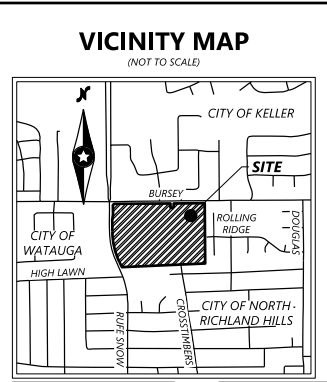 VICINITY MAP
(NOT TO SCALE)
N
CITY OF KELLER
SITE
BURSEY
ROLLING
RIDGE
DOUGLAS
CITY OF
WATAUGA
HIGH LAWN
RUFE SNOW
CROSSTIMBERS
CITY OF NORTH
RICHLAND HILLS